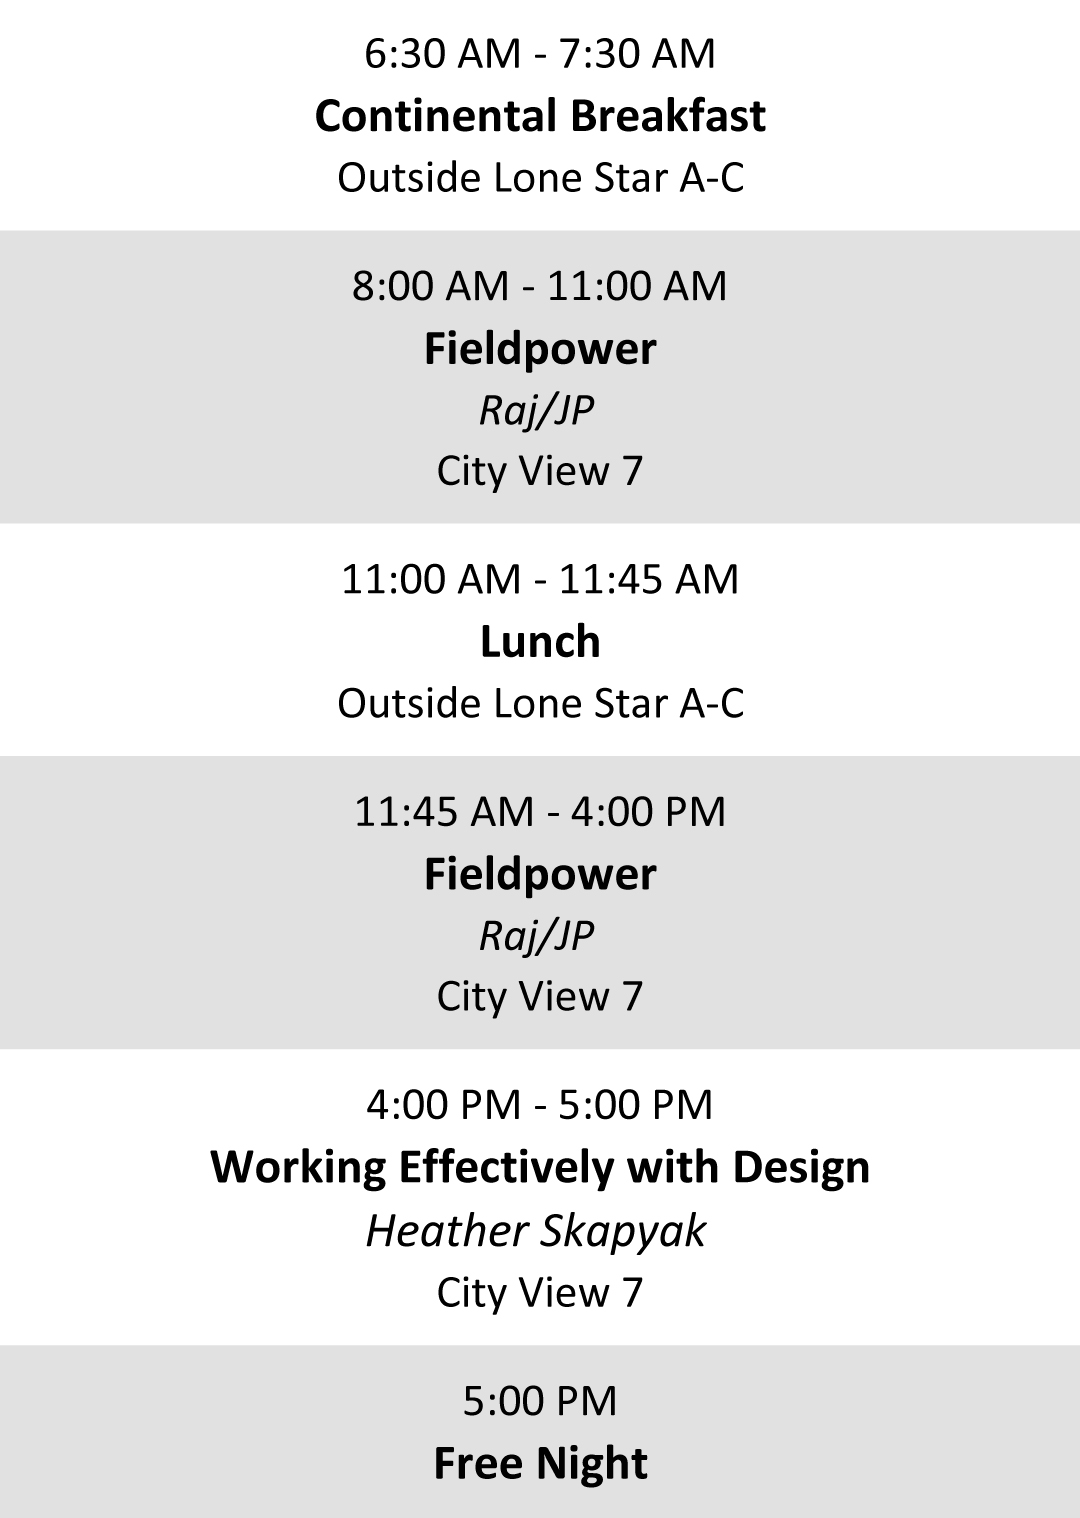 6:30 AM - 7:30 AM
Continental Breakfast
Outside Lone Star A-C
8:00 AM - 11:00 AM
Fieldpower
Raj/JP
City View 7
11:00 AM - 11:45 AM
Lunch
Outside Lone Star A-C
11:45 AM - 4:00 PM
Fieldpower
Raj/JP
City View 7
4:00 PM - 5:00 PM
Working Effectively with Design
Heather Skapyak
City View 7
5:00 PM
Free Night